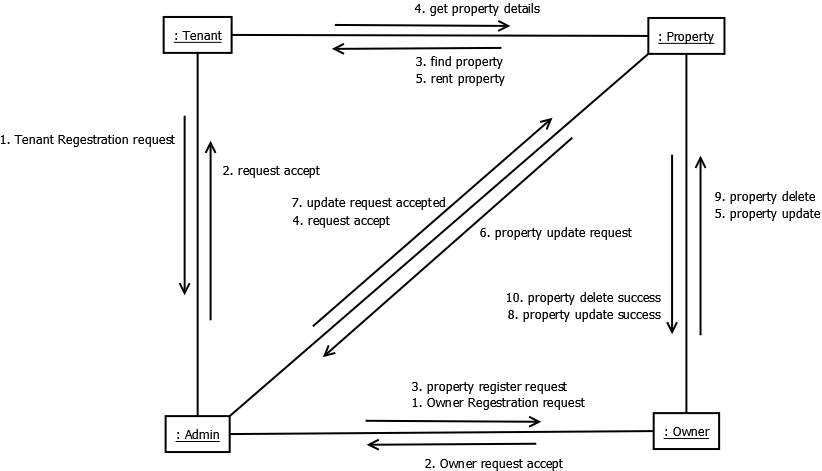 4. get property details
: Tenant
: Property
3. find property
5. rent property
1. Tenant Regestration request
2. request accept
7. update request accepted
4. request accept
6. property update request
9. property delete
5. property update
10. property delete success
8. property update success
3. property register request
1. Owner Regestration request
: Admin
: Owner
2. Owner request accept